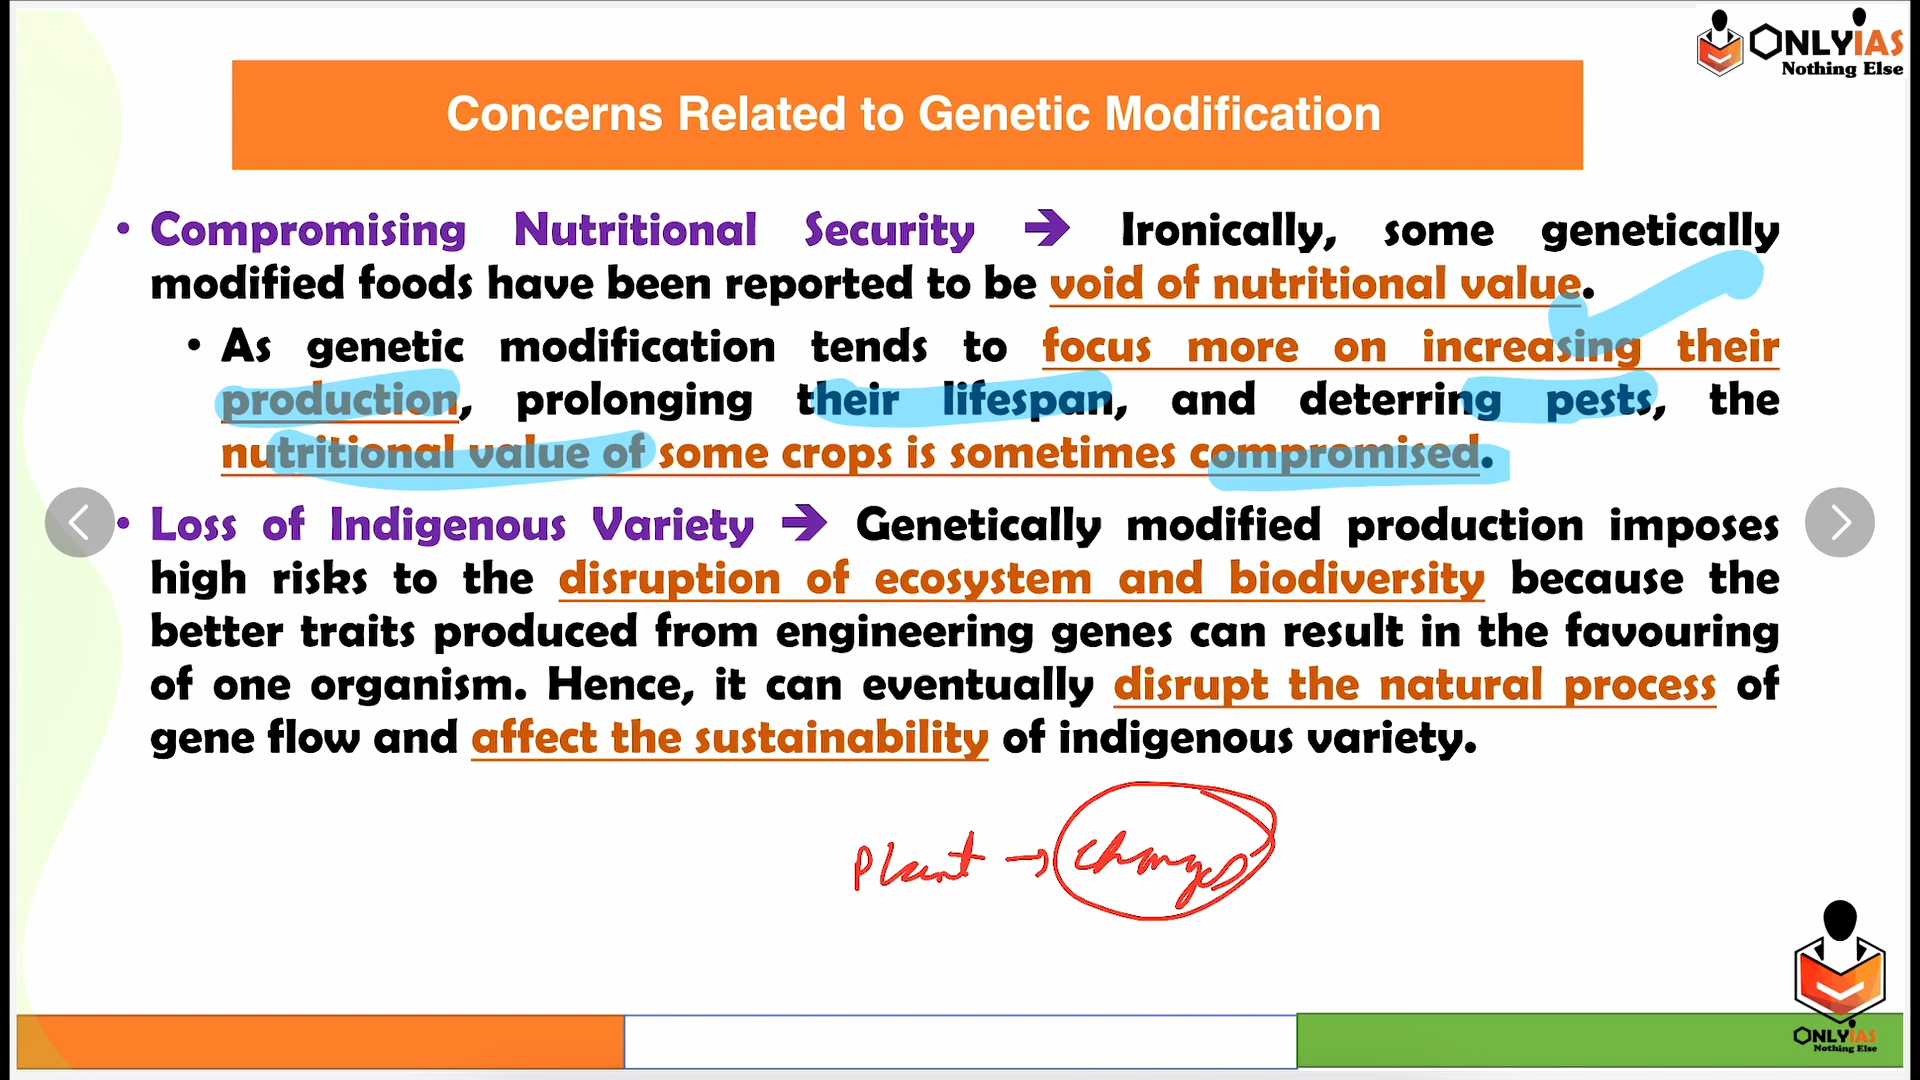 ONLYIAS
Nothing Else
Concerns Related to Genetic Modification
• Compromising Nutritional Security → Ironically, some genetically
modified foods have been reported to be void of nutritional value.
• As genetic modification tends to focus more on increasing their
production, prolonging their lifespan, and deterring pests, the
nutritional value of some crops is sometimes compromised.
• Loss of Indigenous Variety → Genetically modified production imposes
high risks to the disruption of ecosystem and biodiversity because the
better traits produced from engineering genes can result in the favouring
of one organism. Hence, it can eventually disrupt the natural process of
gene flow and affect the sustainability of indigenous variety.
Plant → changes
ONLYIAS
Nothing Else